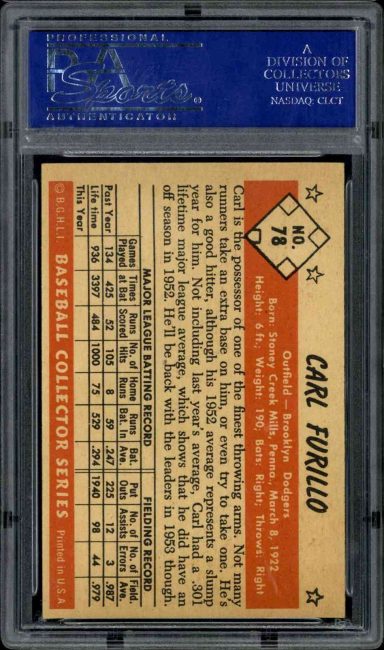 PROFESSIONAL
PSA
Sports
AUTHENTICATOR
A
DIVISION OF
COLLECTORS
UNIVERSE
NASDAQ: CLCT
NO.
78
CARL FURILLO
Outfield — Brooklyn Dodgers
Born: Stoney Creek Mills, Penna., March 8, 1922
Height: 6 ft., Weight: 190, Bats: Right; Throws: Right
Carl is the possessor of one of the finest throwing arms. Not many
runners take an extra base on him, or even try to take one. He's
also a good hitter, although his 1952 average represents a slump
year for him. Not including last year's average, Carl had a .301
lifetime major league average, which shows that he did have an
off season in 1952. He'll be back with the leaders in 1953 though.
MAJOR LEAGUE BATTING RECORD FIELDING RECORD
Games Times Runs No. of Home Runs Bat. Put No. of No. of Field.
Played at Bat Scored Hits Runs Bat. In Ave. Outs Assists Errors Ave.
Past Year 134 425 52 105 8 59 .247 225 12 3 .987
Life time 936 3397 484 1000 75 529 .294 1940 98 44 .979
This Year
© B.G.H.L.I. BASEBALL COLLECTOR SERIES Printed in U.S.A